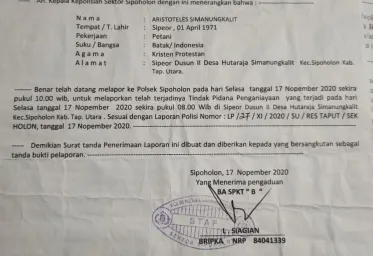 An. Kepala Kepolisian Sektor Sipoholon dengan ini menerangkan bahwa :
N a m a : ARISTOTELES SIMANUNGKALIT
Tempat / T. Lahir : Sipeor , 01 April 1971
Pekerjaan : Petani
Suku / Bangsa : Batak/ Indonesia
A g a m a : Kristen Protestan
A l a m a t : Sipeor Dusun II Desa Hutaraja Simanungkalit Kec.Sipoholon Kab.
Tap. Utara.
------ Benar telah datang melapor ke Polsek Sipoholon pada hari Selasa tanggal 17 Nopember 2020 sekira
pukul 10.00 wib, untuk melaporkan telah terjadinya Tindak Pidana Penganiayaan yang terjadi pada hari
Selasa tanggal 17 Nopember 2020 sekira pukul 08.00 Wib di Sipeor Dusun II Desa Hutaraja Simanungkalit
Kec.Sipoholon Kab. Tap. Utara . Sesuai dengan Laporan Polisi Nomor : LP / / XI / 2020 / SU / RES TAPUT / SEK
HOLON, tanggal 17 Nopember 2020. ------
------ Demikian Surat tanda Penerimaan Laporan ini dibuat dan diberikan kepada yang bersangkutan sebagai
tanda bukti pelaporan. ------
Sipoholon, 17 Nopember 2020
Yang Menerima pengaduan
BA SPKT " B "
STAF
L. SIAGIAN
BRIPKA NRP 84041339